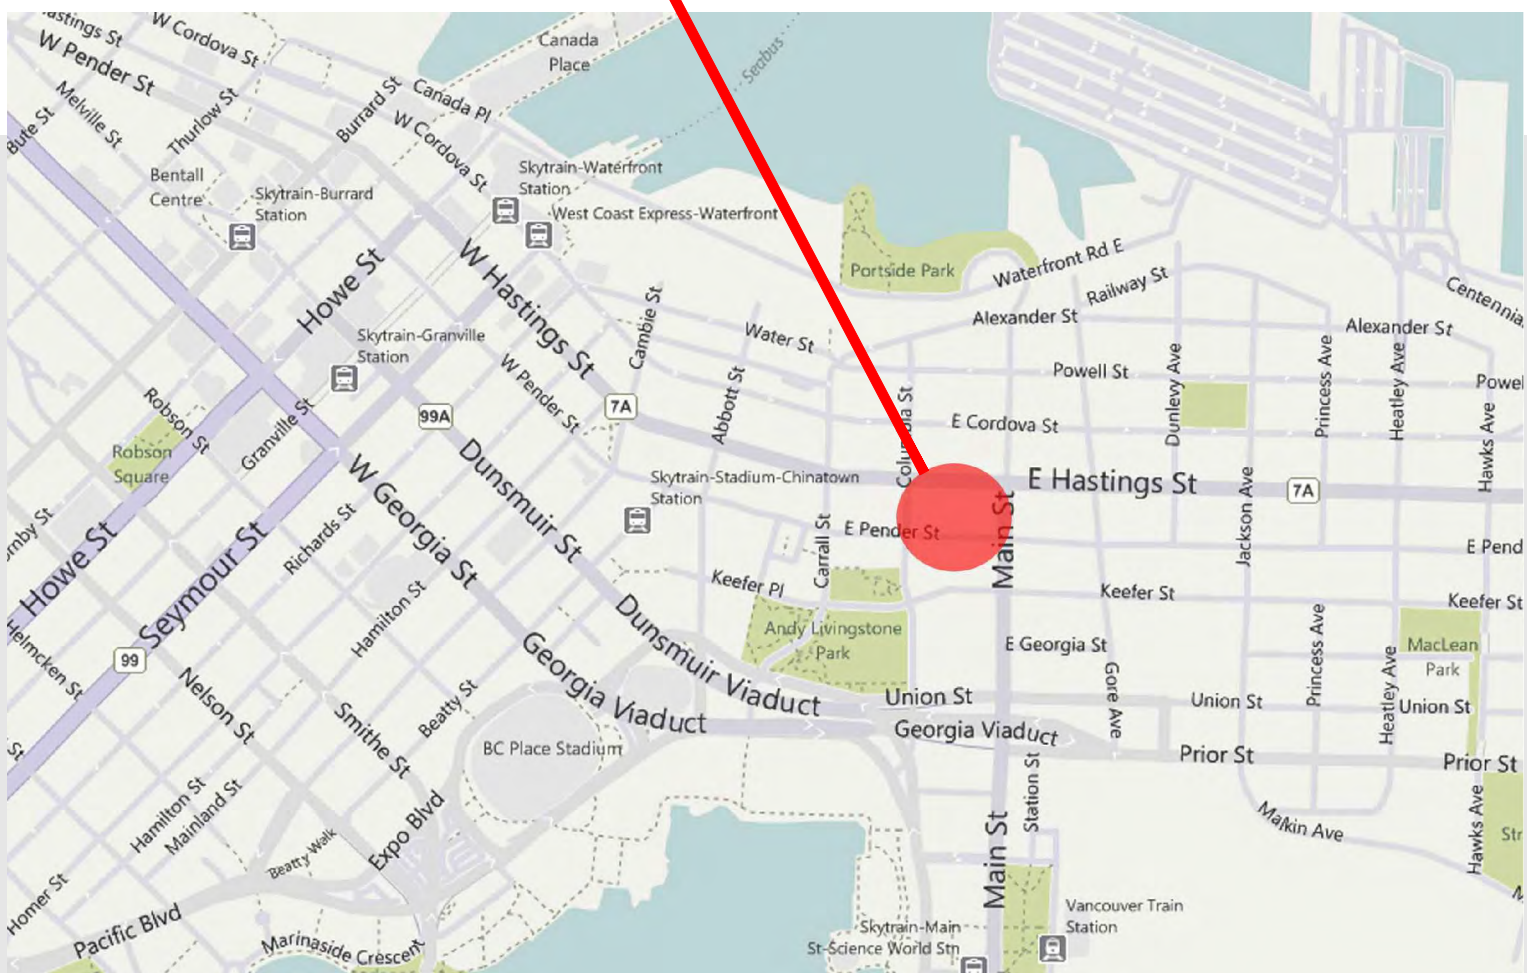 W Cordova St
W Pender St
Canada
Place
Seabus
Melville St
Thurlow St
Burrard St
Canada Pl
W Cordova St
Bute St
Bentall
Centre
Skytrain-Burrard
Station
Skytrain-Waterfront
Station
West Coast Express-Waterfront
Howe St
W Hastings St
Portside Park
Waterfront Rd E
Railway St
Alexander St
Alexander St
Skytrain-Granville
Station
Cambie St
Water St
W Pender St
Powell St
Dunlevy Ave
Princess Ave
Heatley Ave
Hawks Ave
Robson St
Granville St
99A
7A
Abbott St
E Cordova St
Robson
Square
Dunsmuir St
Skytrain-Stadium-Chinatown
Station
E Hastings St
7A
W Georgia St
Howe St
Seymour St
Richards St
Carrall St
E Pender St
Main St
Jackson Ave
E Pend
Keefer Pl
Keefer St
Keefer St
Hamilton St
Helmcken St
99
Nelson St
Andy Livingstone
Park
Dunsmuir Viaduct
Georgia Viaduct
E Georgia St
Gore Ave
Princess Ave
Heatley Ave
MacLean
Park
Union St
Union St
Union St
Georgia Viaduct
Smithe St
Beatty St
BC Place Stadium
Prior St
Prior St
Hamilton St
Mainland St
Station St
Malkin Ave
Hawks Ave
Expo Blvd
Beatty Walk
Main St
Homer St
Pacific Blvd
Marinaside Crescent
Vancouver Train
Station
Skytrain-Main
St-Science World Stn